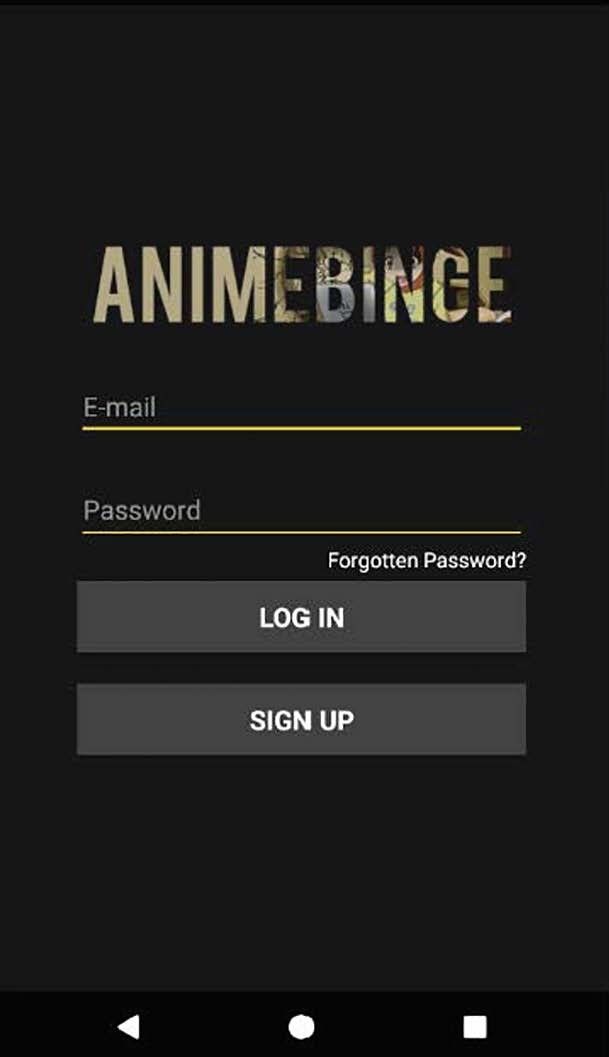 ANIMEBINGE
E-mail
Password
Forgotten Password?
LOG IN
SIGN UP